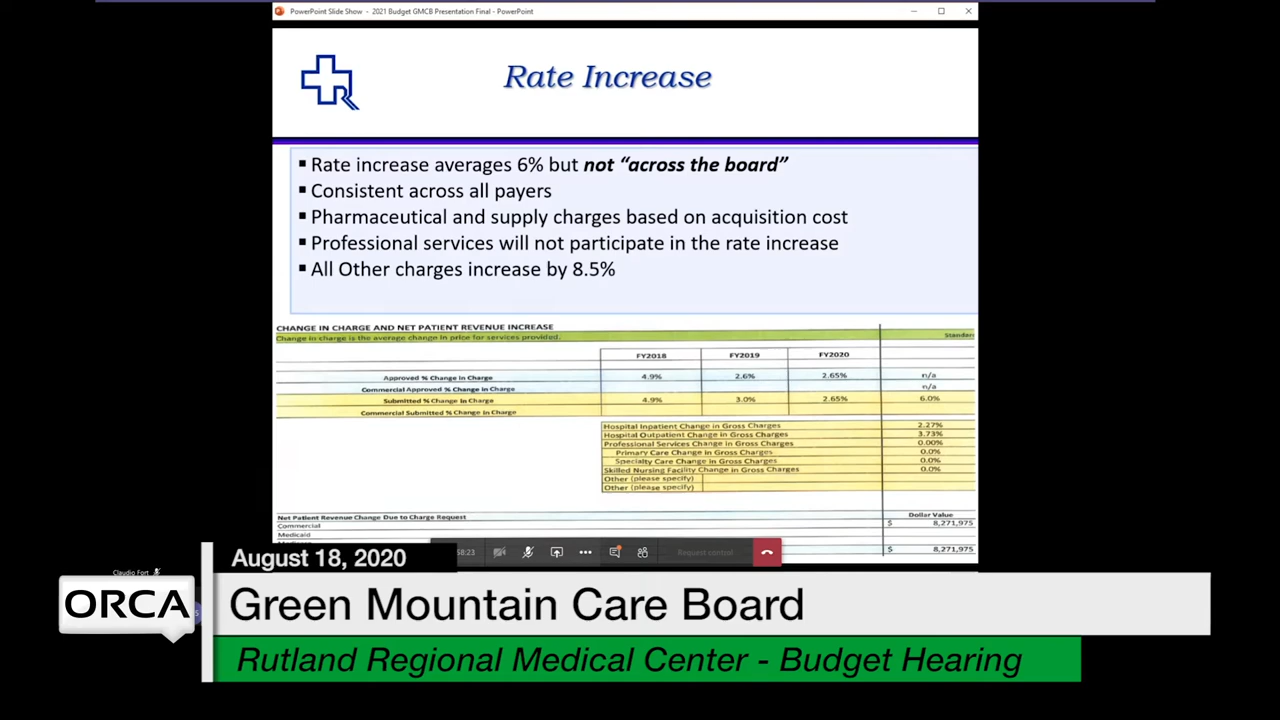 PowerPoint Slide Show - 2021 Budget GMCB Presentation Final - PowerPoint
Rate Increase
▪ Rate increase averages 6% but not “across the board”
▪ Consistent across all payers
▪ Pharmaceutical and supply charges based on acquisition cost
▪ Professional services will not participate in the rate increase
▪ All Other charges increase by 8.5%
CHANGE IN CHARGE AND NET PATIENT REVENUE INCREASE
Change in charge is the average change in price for services provided. Standar
FY2018 FY2019 FY2020
Approved % Change in Charge 4.9% 2.6% 2.65% n/a
Commercial Approved % Change in Charge n/a
Submitted % Change in Charge 4.9% 3.0% 2.65% 6.0%
Commercial Submitted % Change in Charge
Hospital Inpatient Change in Gross Charges 2.27%
Hospital Outpatient Change in Gross Charges 3.73%
Professional Services Change in Gross Charges 0.00%
Primary Care Change in Gross Charges 0.0%
Specialty Care Change in Gross Charges 0.0%
Skilled Nursing Facility Change in Gross Charges 0.0%
Other (please specify)
Other (please specify)
Net Patient Revenue Change Due to Charge Request Dollar Value
Commercial $ 8,271,975
Medicaid
$ 8,271,975
58:23 Request control
August 18, 2020
Claudio Fort
ORCA
Green Mountain Care Board
Rutland Regional Medical Center - Budget Hearing